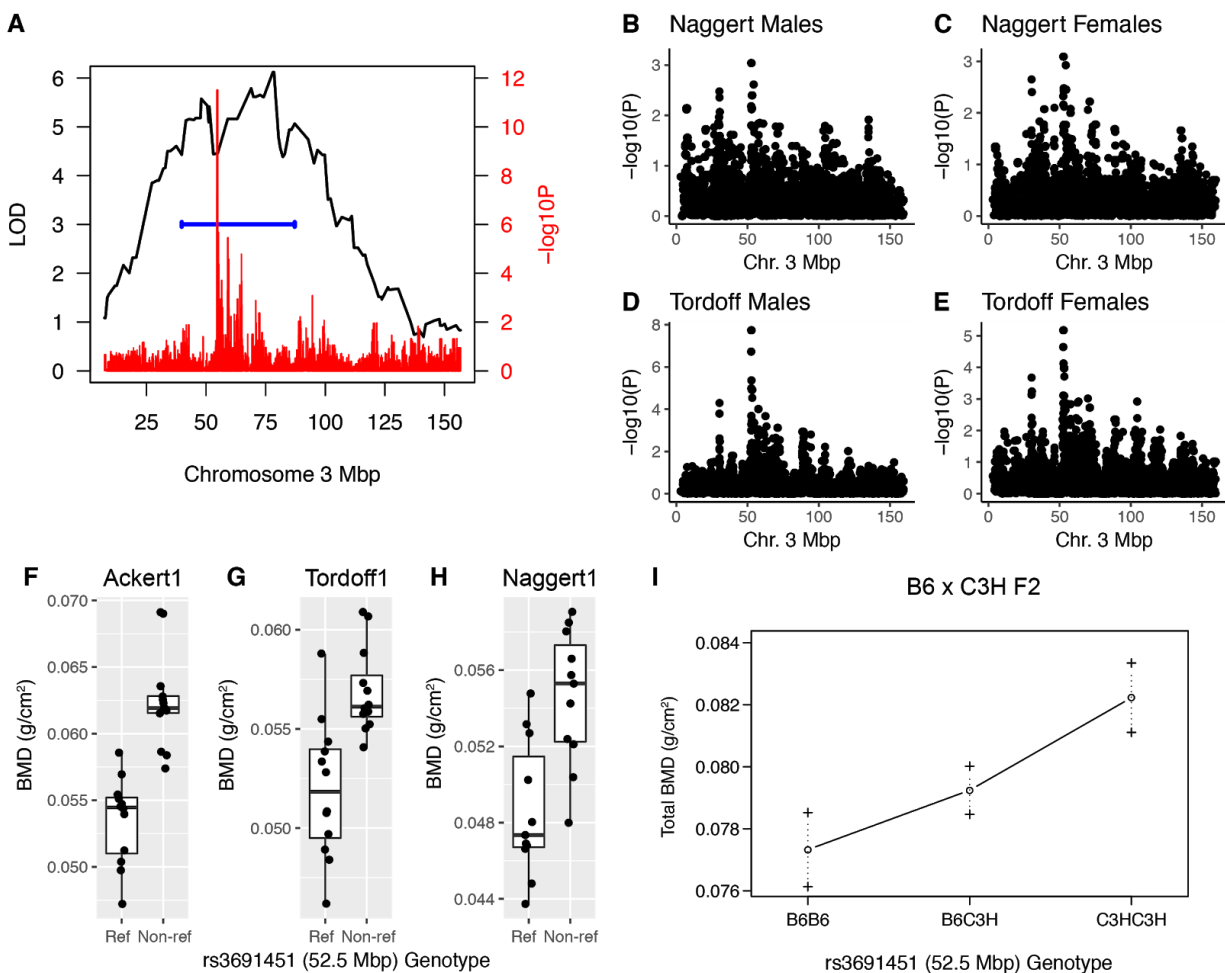 A
6
5
4
3
2
1
0
LOD
12
10
8
6
4
2
0
−log10P
25
50
75
100
125
150
Chromosome 3 Mbp
B Naggert Males
3
2
1
0
−log10(P)
0 50 100 150
Chr. 3 Mbp
C Naggert Females
3
2
1
0
−log10(P)
0 50 100 150
Chr. 3 Mbp
D Tordoff Males
8
6
4
2
0
−log10(P)
0 50 100 150
Chr. 3 Mbp
E Tordoff Females
5
4
3
2
1
0
−log10(P)
0 50 100 150
Chr. 3 Mbp
F Ackert1
0.070
0.065
0.060
0.055
0.050
BMD (g/cm²)
Ref Non-ref
G Tordoff1
0.060
0.055
0.050
BMD (g/cm²)
Ref Non-ref
H Naggert1
0.056
0.052
0.048
0.044
BMD (g/cm²)
Ref Non-ref
rs3691451 (52.5 Mbp) Genotype
I
B6 x C3H F2
0.084
0.082
0.080
0.078
0.076
Total BMD (g/cm²)
B6B6 B6C3H C3HC3H
rs3691451 (52.5 Mbp) Genotype